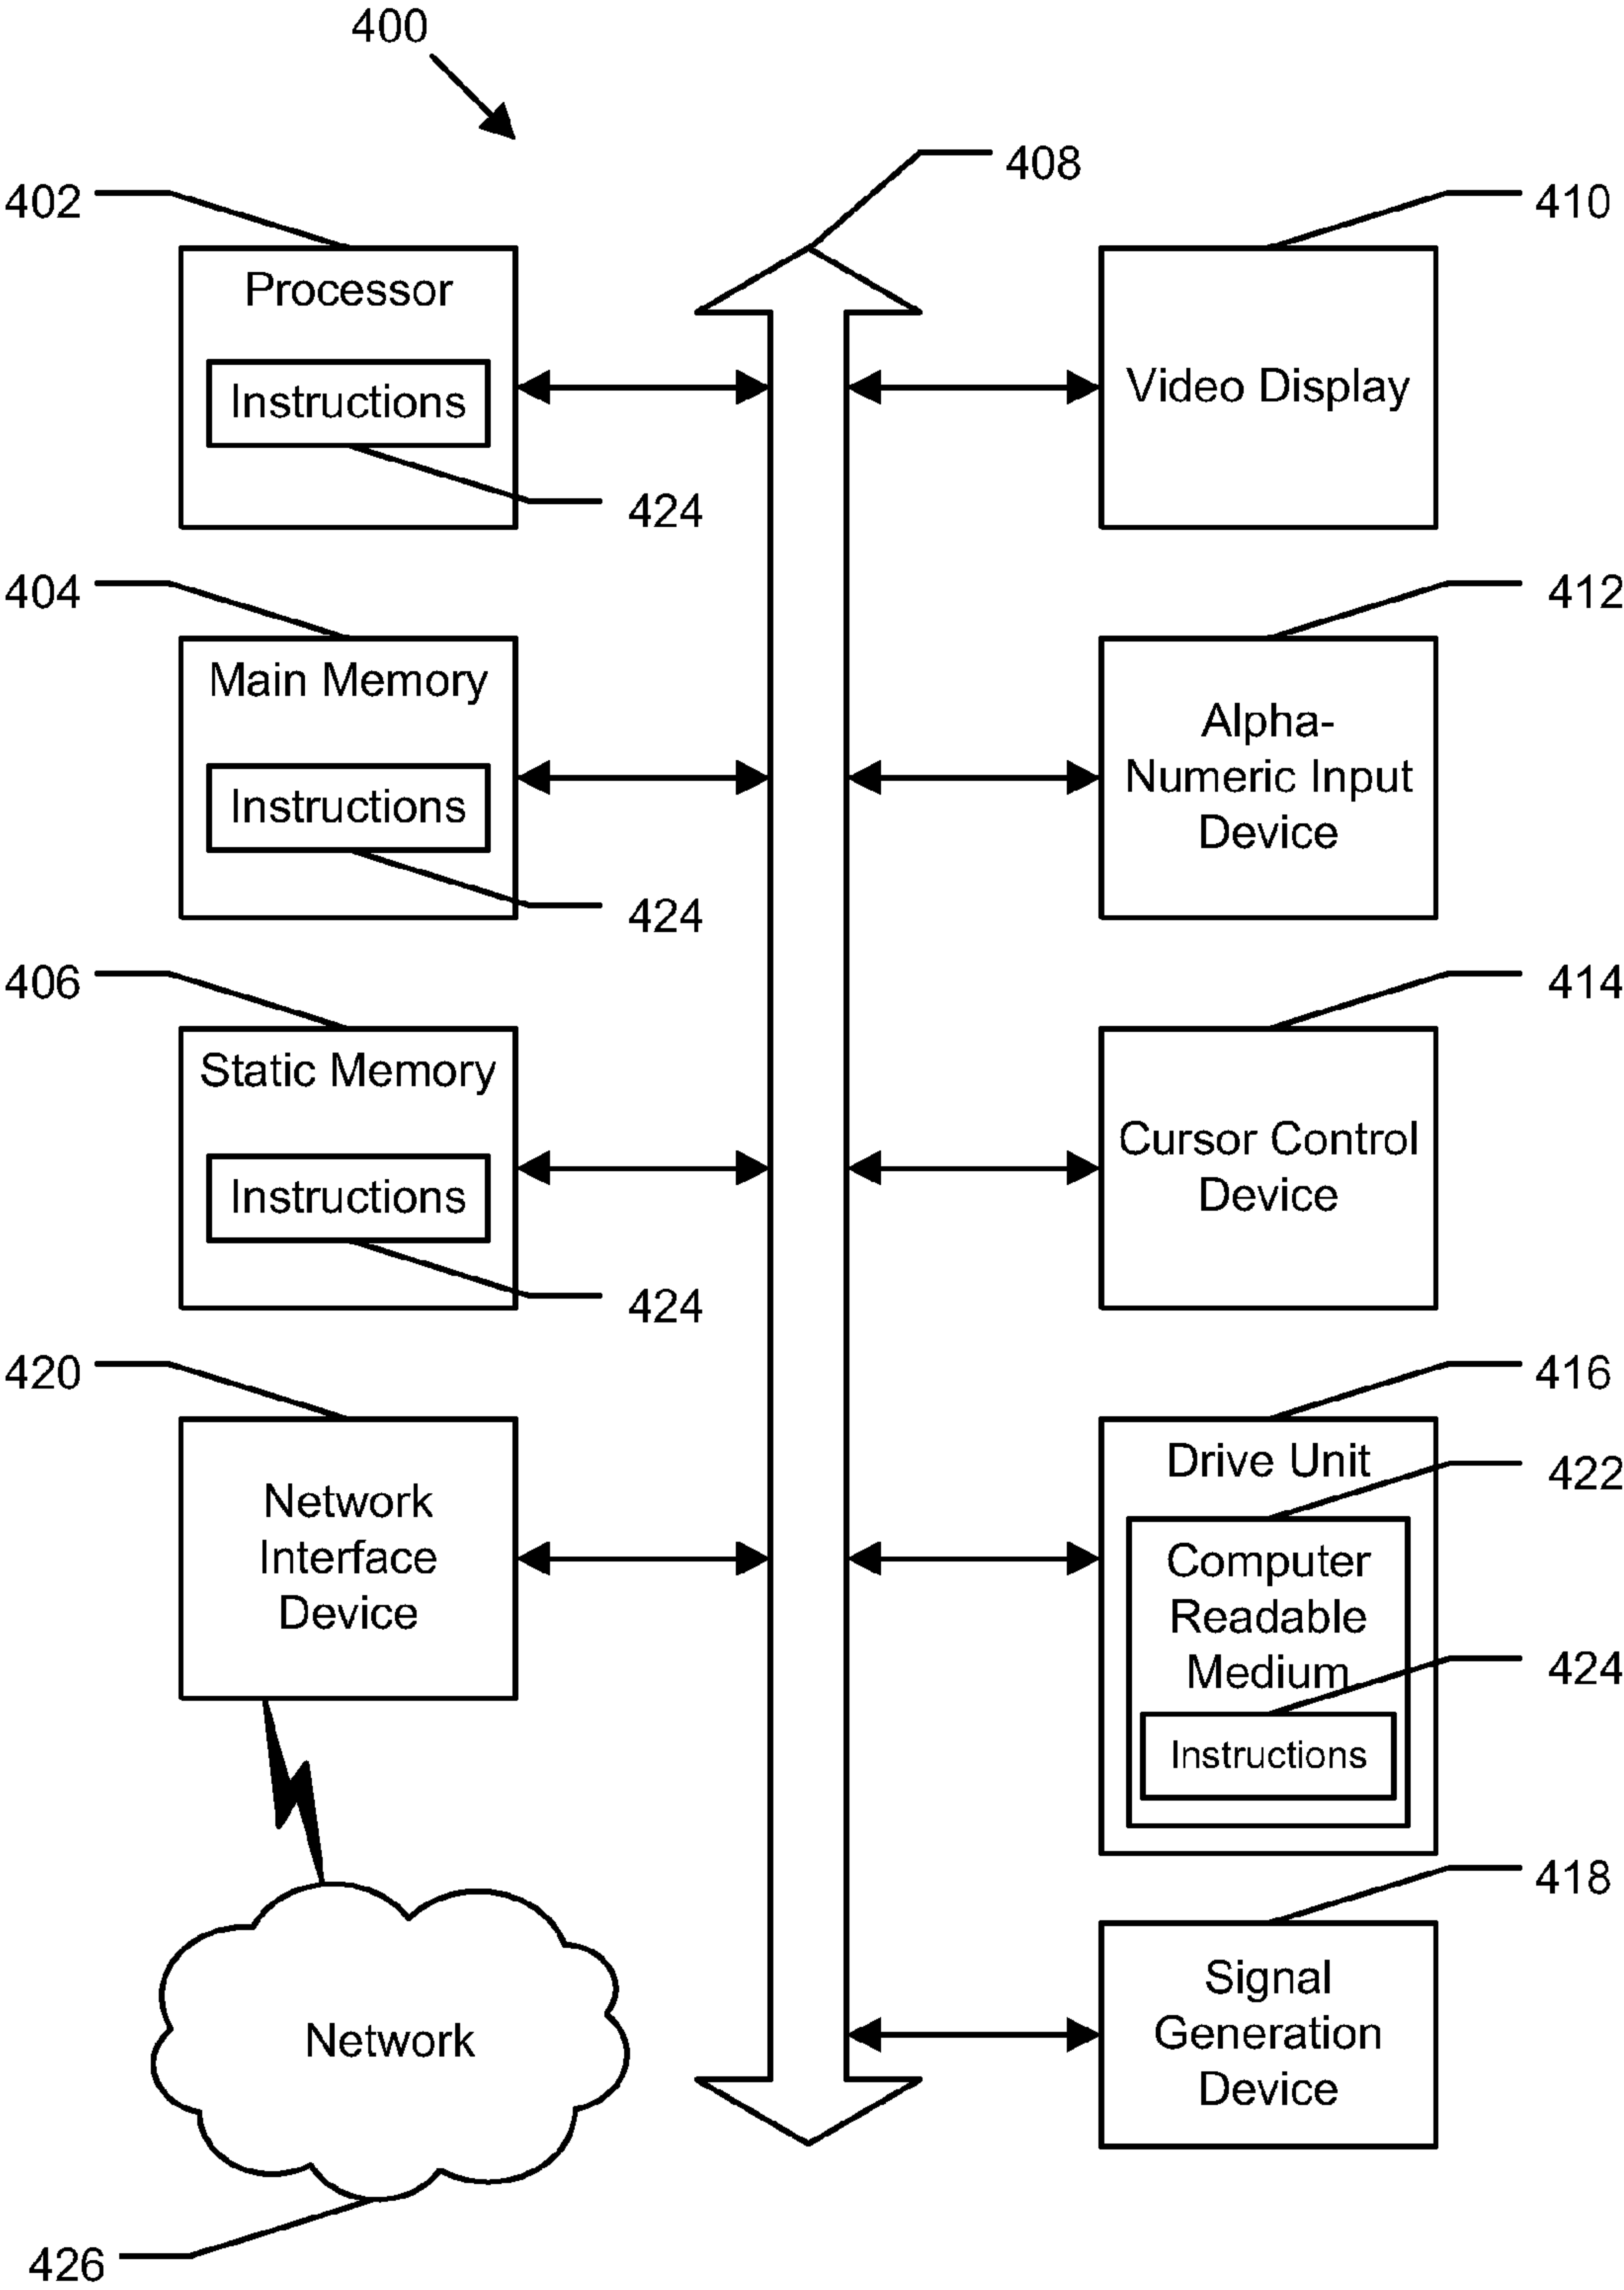 400
408
402
Processor
Instructions
424
410
Video Display
404
Main Memory
Instructions
424
412
Alpha-
Numeric Input
Device
406
Static Memory
Instructions
424
414
Cursor Control
Device
420
Network
Interface
Device
416
Drive Unit
422
Computer
Readable
Medium
424
Instructions
418
Signal
Generation
Device
Network
426